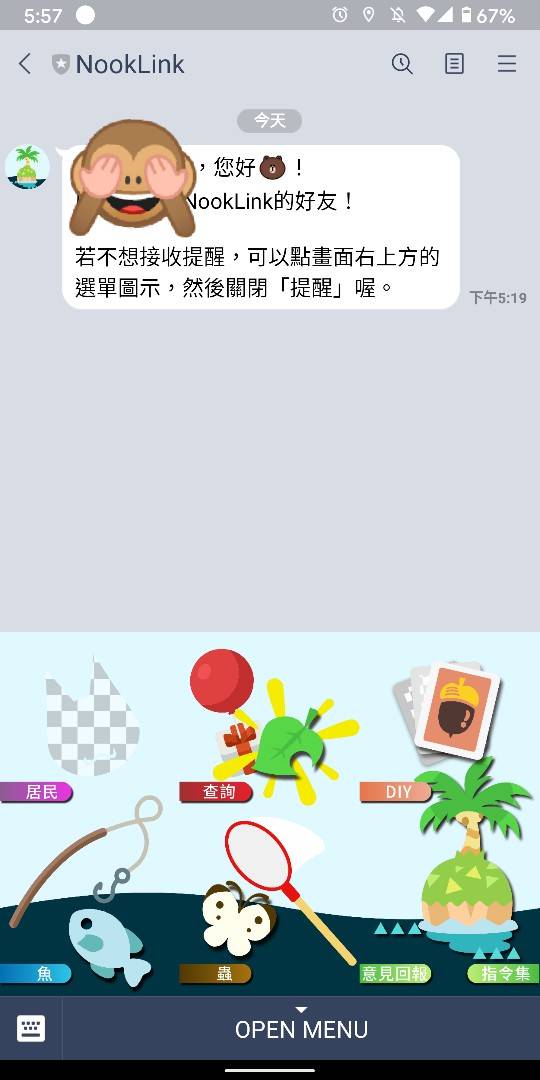 5:57
67%
NookLink
今天
，您好！
NookLink的好友！
若不想接收提醒，可以點畫面右上方的
選單圖示，然後關閉「提醒」喔。
下午5:19
居民
查詢
DIY
魚
蟲
意見回報
指令集
OPEN MENU